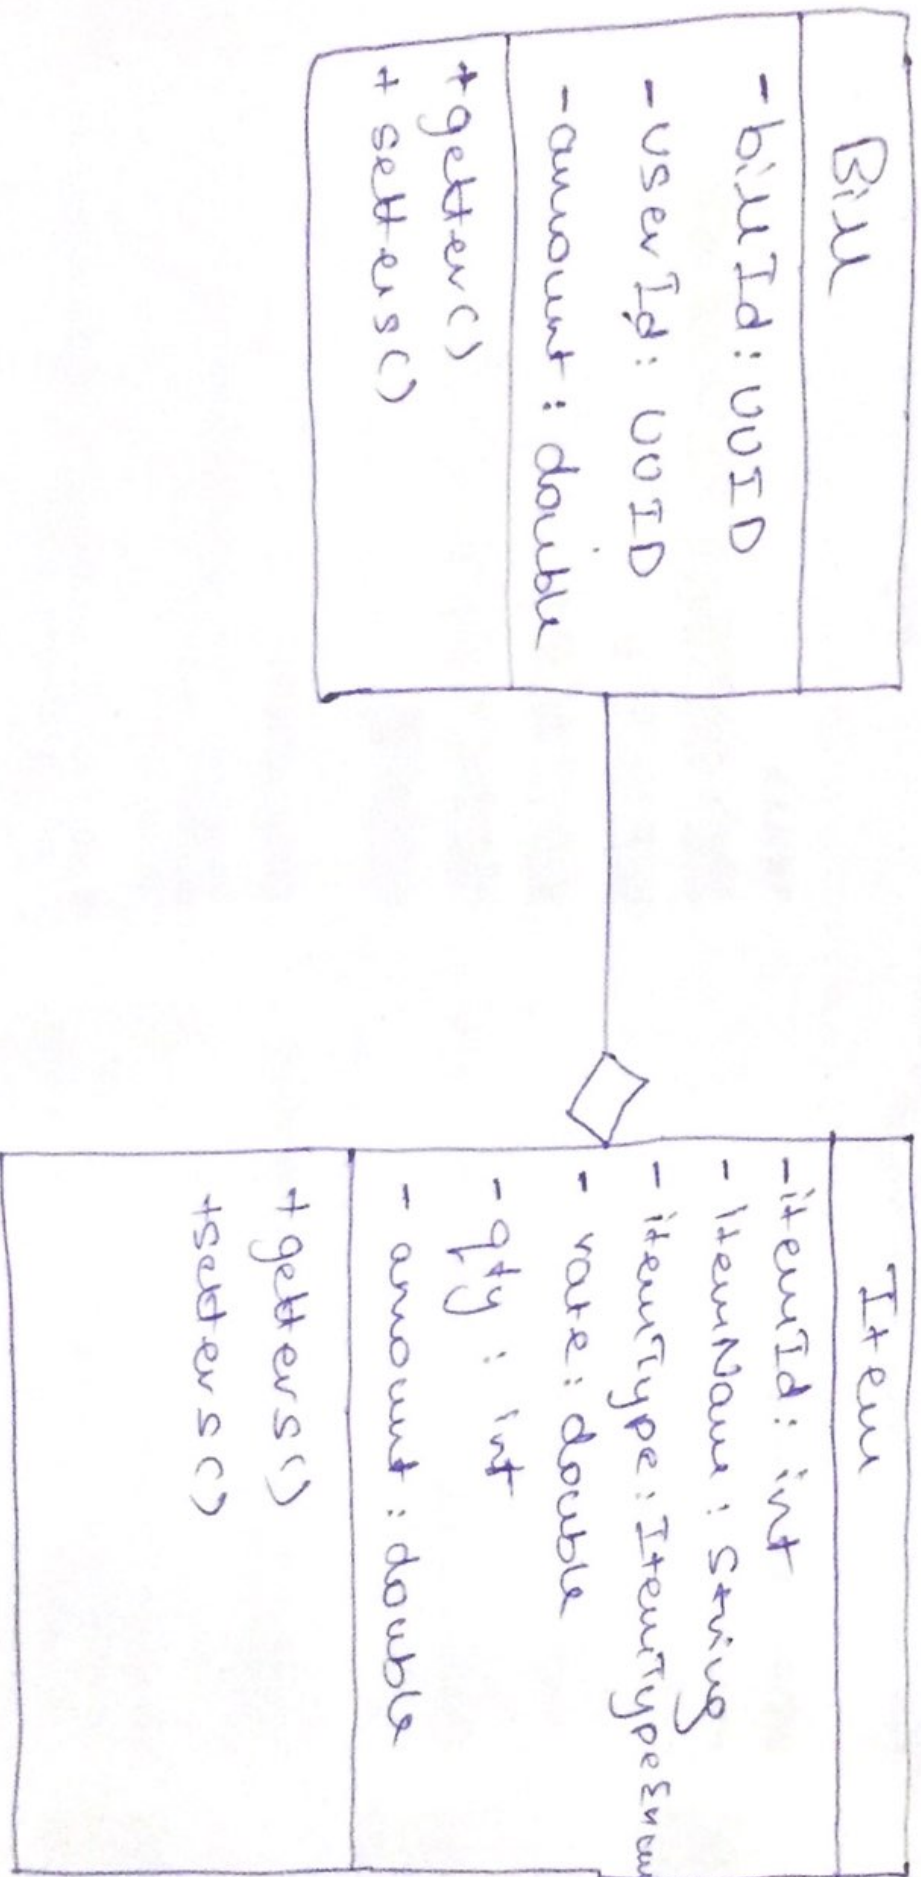 Bill
- billId: UUID
- userId: UUID
- amount: double
+ getter()
+ setters()
Item
- itemId: int
- itemName: String
- itemType: ItemTypeEnum
- rate: double
- qty: int
- amount: double
+ getters()
+ setters()